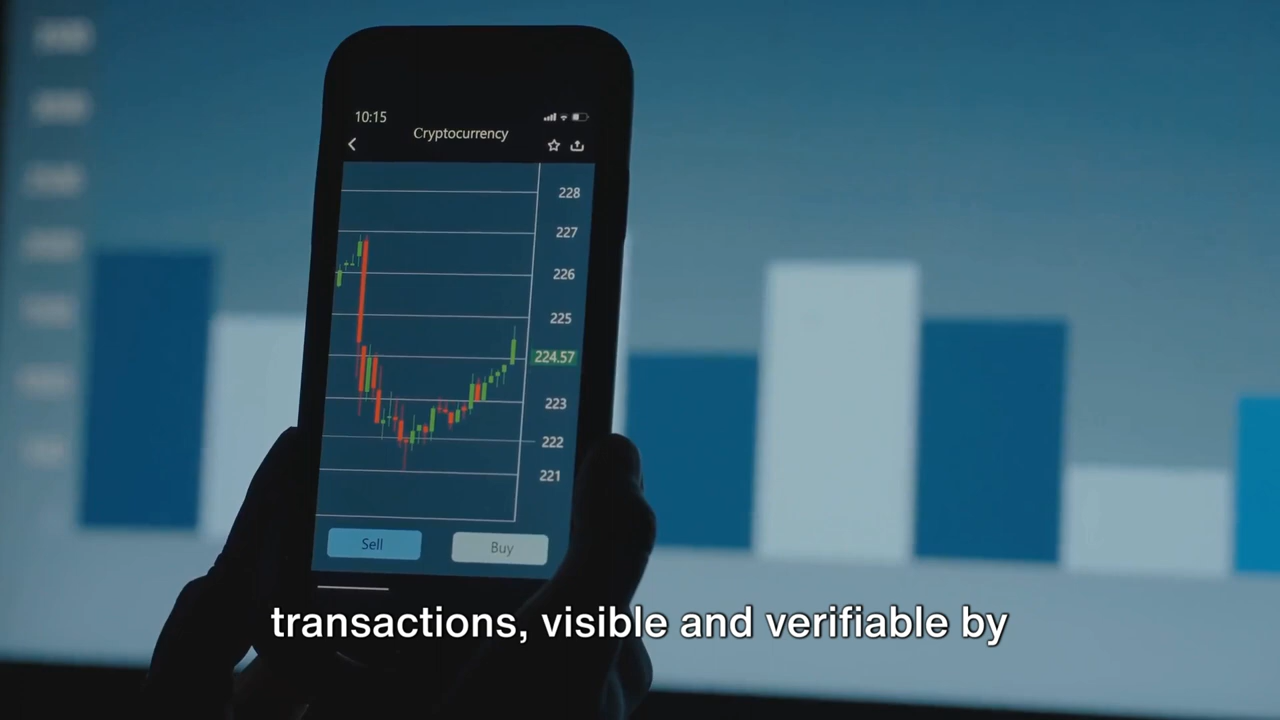 10:15
Cryptocurrency
228
227
226
225
224.57
223
222
221
Sell
Buy
transactions, visible and verifiable by